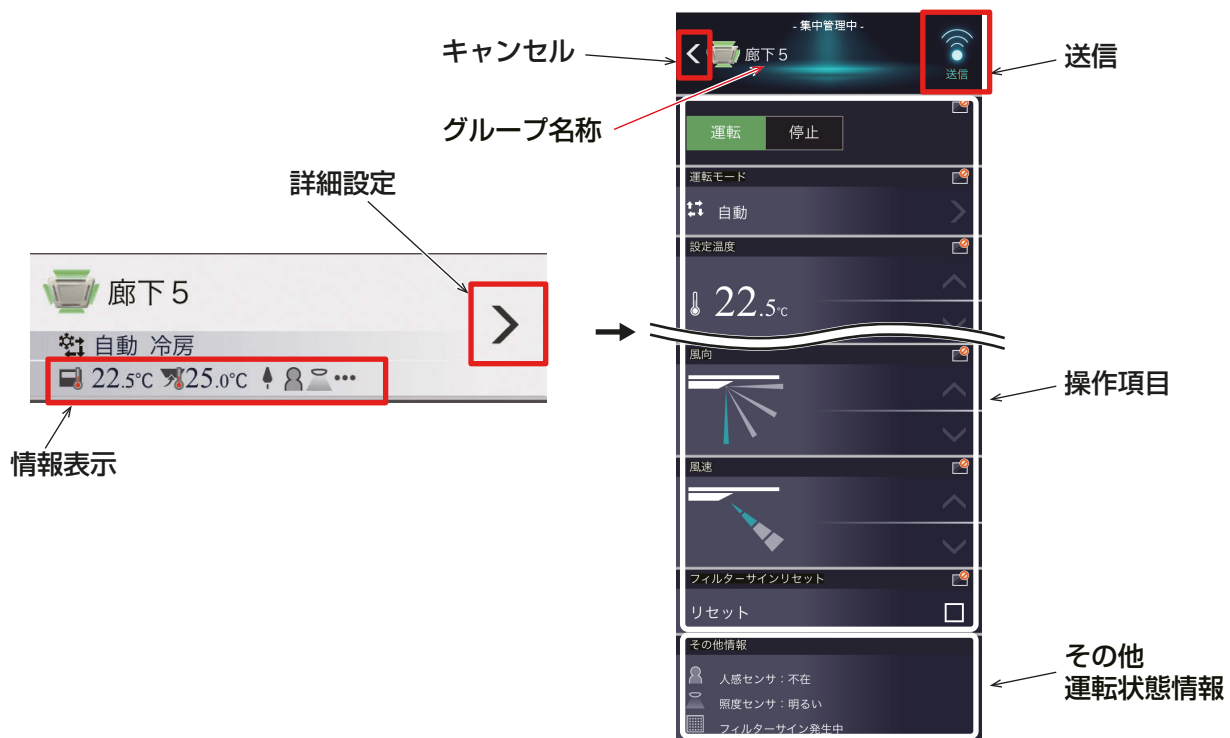 キャンセル
グループ名称
詳細設定
廊下5
自動 冷房
22.5℃ 25.0℃ •••
情報表示
- 集中管理中 -
廊下5
送信
送信
運転 停止
運転モード
自動
設定温度
22.5℃
風向
風速
フィルターサインリセット
リセット
操作項目
その他情報
人感センサ：不在
照度センサ：明るい
フィルターサイン発生中
その他
運転状態情報